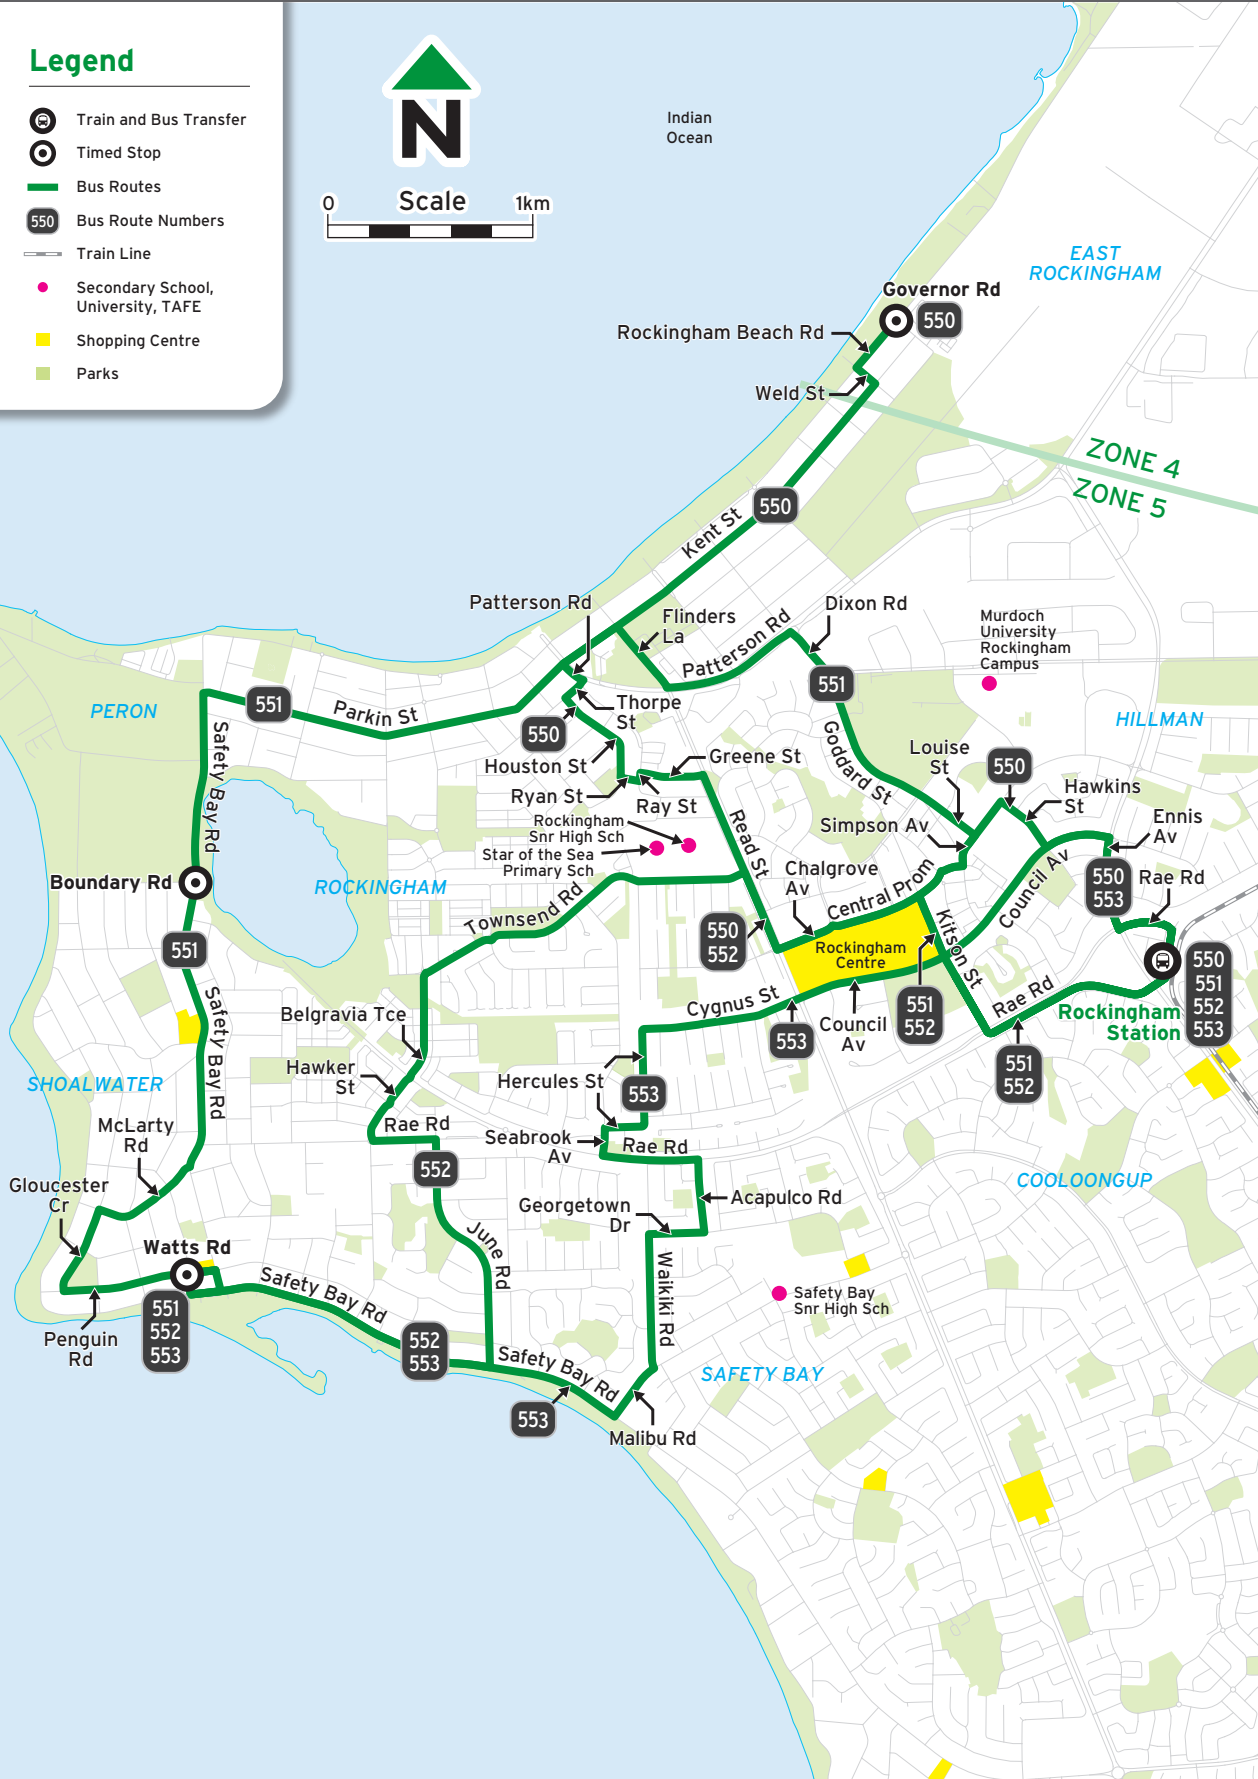 Legend
Train and Bus Transfer
Timed Stop
Bus Routes
550
Bus Route Numbers
Train Line
Secondary School,
University, TAFE
Shopping Centre
Parks
N
0
Scale
1km
Indian
Ocean
EAST
ROCKINGHAM
Governor Rd
550
Rockingham Beach Rd
Weld St
ZONE 4
ZONE 5
550
Kent St
Patterson Rd
Flinders
La
Patterson Rd
Dixon Rd
Murdoch
University
Rockingham
Campus
551
PERON
551
Parkin St
Thorpe
St
550
HILLMAN
Safety Bay Rd
Houston St
Greene St
Goddard St
Louise
St
550
Hawkins
St
Ryan St
Ray St
Ennis
Av
Rockingham
Snr High Sch
Read St
Simpson Av
Star of the Sea
Primary Sch
Chalgrove
Av
Central Prom
Council Av
550
553
Rae Rd
Boundary Rd
ROCKINGHAM
Townsend Rd
550
552
Rockingham
Centre
Kitson St
551
550
551
552
553
Safety Bay Rd
Cygnus St
Rae Rd
Rockingham
Station
Belgravia Tce
553
Council
Av
551
552
551
552
Hawker
St
Hercules St
553
SHOALWATER
McLarty
Rd
Rae Rd
Seabrook
Av
Rae Rd
552
COOLOONGUP
Gloucester
Cr
Georgetown
Dr
Acapulco Rd
June Rd
Watts Rd
Waikiki Rd
Safety Bay Rd
Safety Bay
Snr High Sch
551
552
553
Penguin
Rd
552
553
Safety Bay Rd
SAFETY BAY
553
Malibu Rd